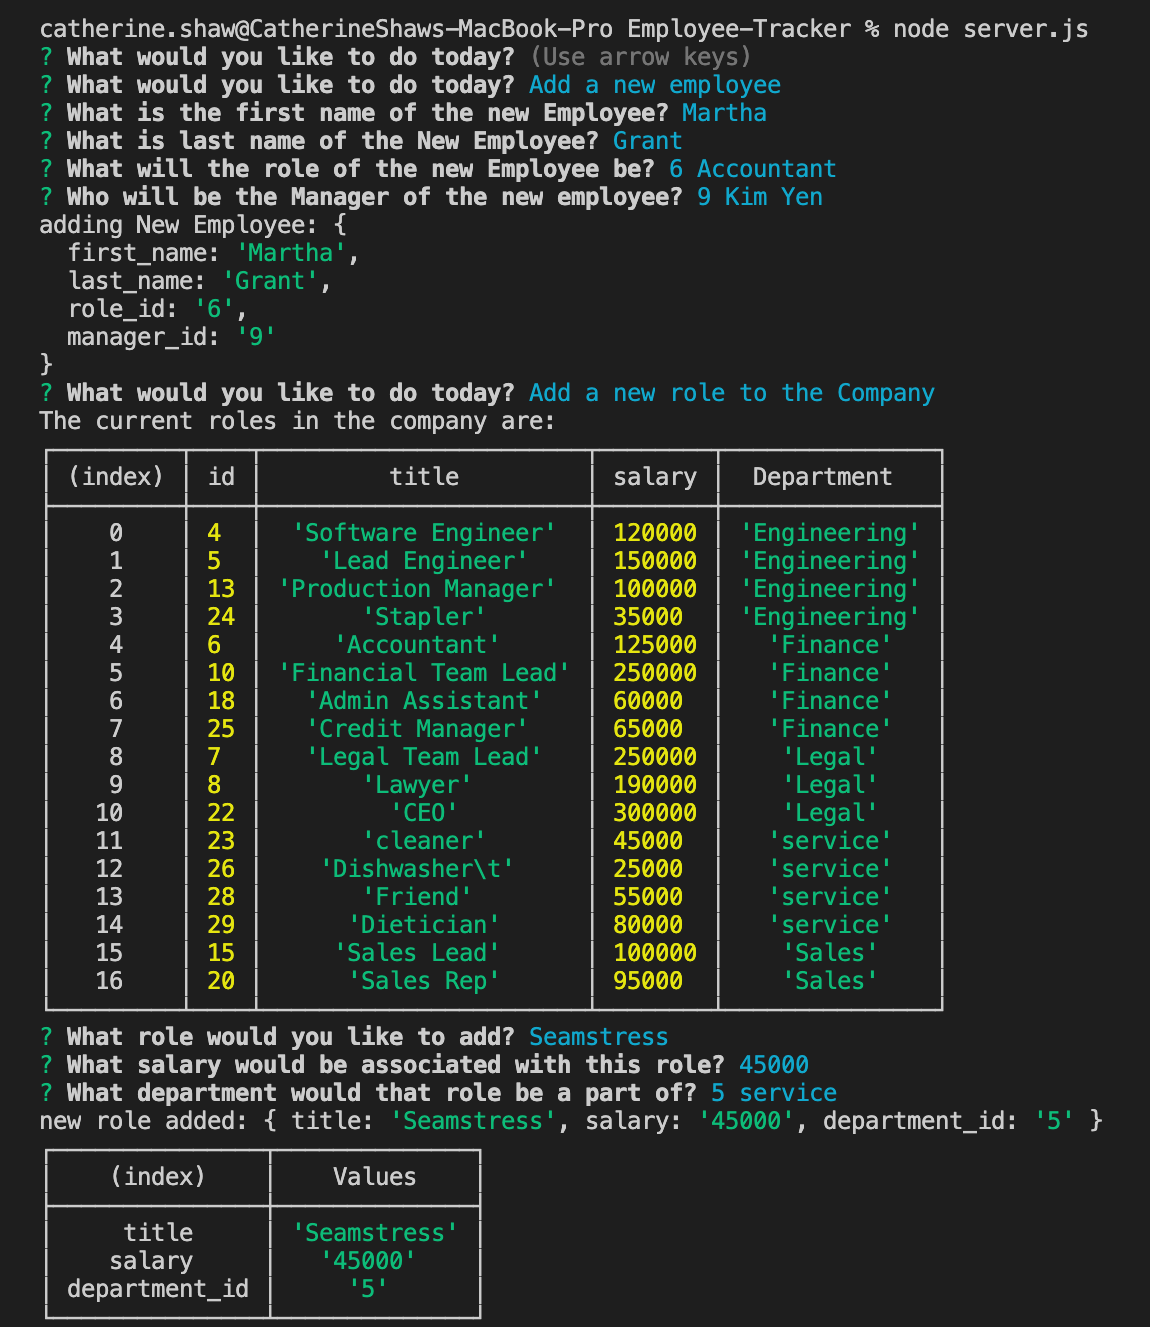 catherine.shaw@CatherineShaws-MacBook-Pro Employee-Tracker % node server.js
? What would you like to do today? (Use arrow keys)
? What would you like to do today? Add a new employee
? What is the first name of the new Employee? Martha
? What is last name of the New Employee? Grant
? What will the role of the new Employee be? 6 Accountant
? Who will be the Manager of the new employee? 9 Kim Yen
adding New Employee: {
first_name: 'Martha',
last_name: 'Grant',
role_id: '6',
manager_id: '9'
}
? What would you like to do today? Add a new role to the Company
The current roles in the company are:
(index) id title salary Department
0 4 'Software Engineer' 120000 'Engineering'
1 5 'Lead Engineer' 150000 'Engineering'
2 13 'Production Manager' 100000 'Engineering'
3 24 'Stapler' 35000 'Engineering'
4 6 'Accountant' 125000 'Finance'
5 10 'Financial Team Lead' 250000 'Finance'
6 18 'Admin Assistant' 60000 'Finance'
7 25 'Credit Manager' 65000 'Finance'
8 7 'Legal Team Lead' 250000 'Legal'
9 8 'Lawyer' 190000 'Legal'
10 22 'CEO' 300000 'Legal'
11 23 'cleaner' 45000 'service'
12 26 'Dishwasher\t' 25000 'service'
13 28 'Friend' 55000 'service'
14 29 'Dietician' 80000 'service'
15 15 'Sales Lead' 100000 'Sales'
16 20 'Sales Rep' 95000 'Sales'
? What role would you like to add? Seamstress
? What salary would be associated with this role? 45000
? What department would that role be a part of? 5 service
new role added: { title: 'Seamstress', salary: '45000', department_id: '5' }
(index) Values
title 'Seamstress'
salary '45000'
department_id '5'